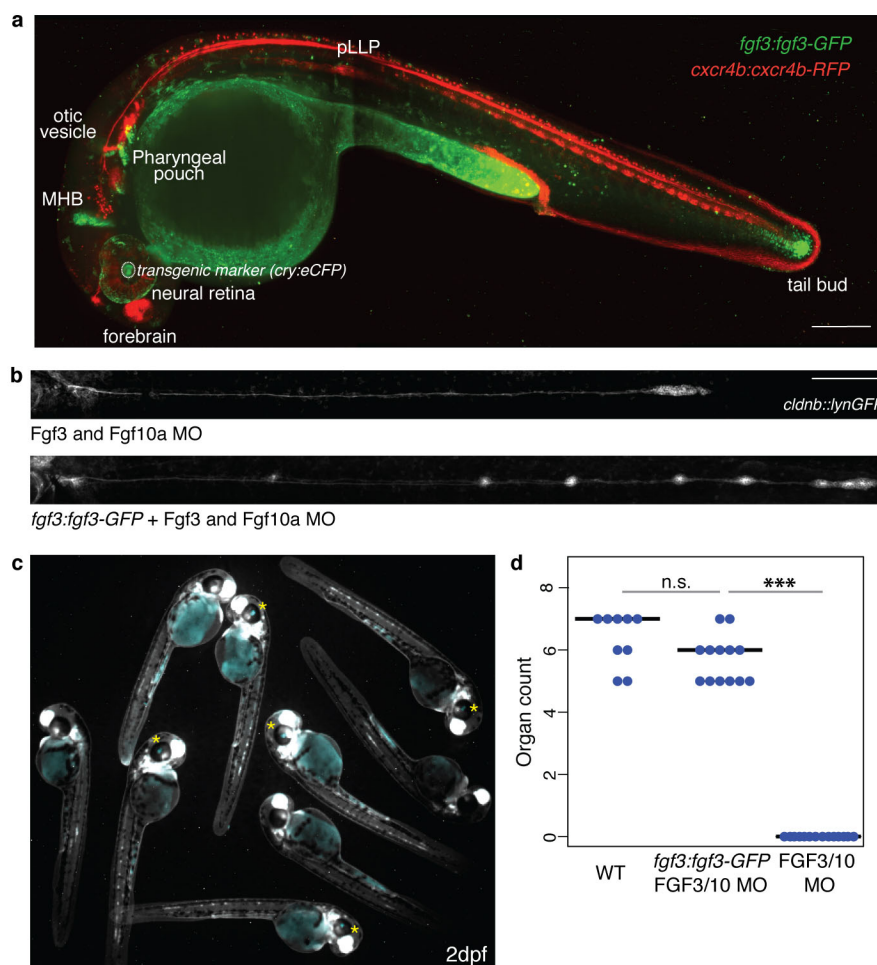 a
pLLP
fgf3:fgf3-GFP
cxcr4b:cxcr4b-RFP
otic
vesicle
Pharyngeal
pouch
MHB
transgenic marker (cry:eCFP)
neural retina
forebrain
tail bud
b
cldnb::lynGFP
Fgf3 and Fgf10a MO
fgf3:fgf3-GFP + Fgf3 and Fgf10a MO
c
*
*
*
*
*
2dpf
d
n.s.
***
Organ count
8
6
4
2
0
WT
fgf3:fgf3-GFP
FGF3/10 MO
FGF3/10
MO